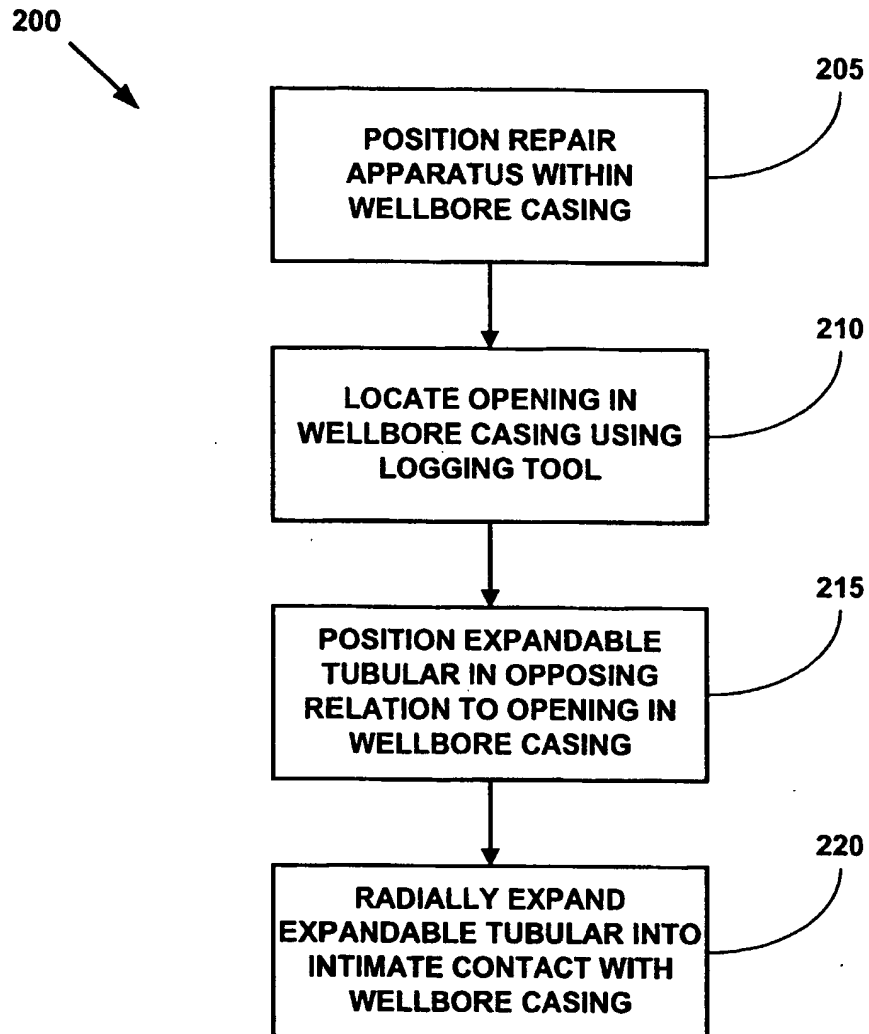 200
205
POSITION REPAIR
APPARATUS WITHIN
WELLBORE CASING
210
LOCATE OPENING IN
WELLBORE CASING USING
LOGGING TOOL
215
POSITION EXPANDABLE
TUBULAR IN OPPOSING
RELATION TO OPENING IN
WELLBORE CASING
220
RADIALLY EXPAND
EXPANDABLE TUBULAR INTO
INTIMATE CONTACT WITH
WELLBORE CASING